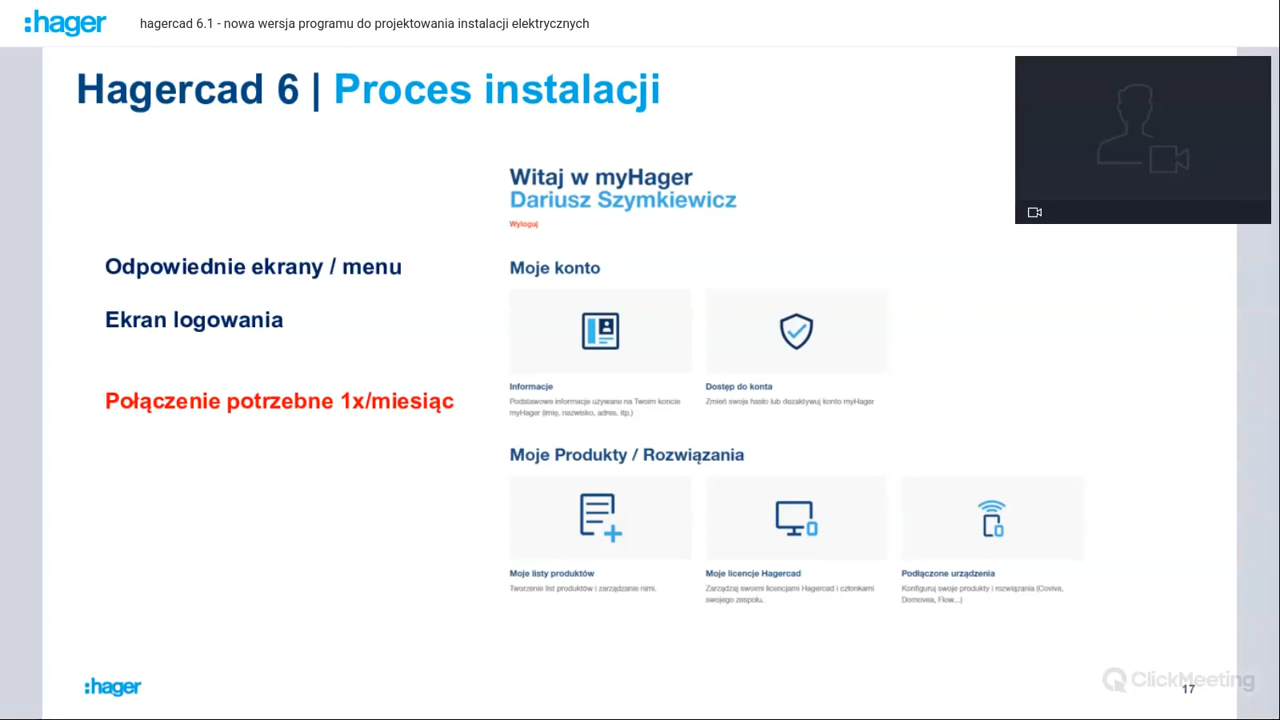 :hager
hagercad 6.1 - nowa wersja programu do projektowania instalacji elektrycznych
Hagercad 6 | Proces instalacji
Witaj w myHager
Dariusz Szymkiewicz
Wyloguj
Odpowiednie ekrany / menu
Ekran logowania
Połączenie potrzebne 1x/miesiąc
Moje konto
Informacje
Podstawowe informacje używane na Twoim koncie
myHager (imię, nazwisko, adres, itp.)
Dostęp do konta
Zmień swoje hasło lub dezaktywuj konto myHager
Moje Produkty / Rozwiązania
Moje listy produktów
Tworzenie list produktów i zarządzanie nimi.
Moje licencje Hagercad
Zarządzaj swoimi licencjami Hagercad i członkami
swojego zespołu.
Podłączone urządzenia
Konfiguruj swoje produkty i rozwiązania (Coviva,
Domovea, Flow...)
:hager
ClickMeeting
17